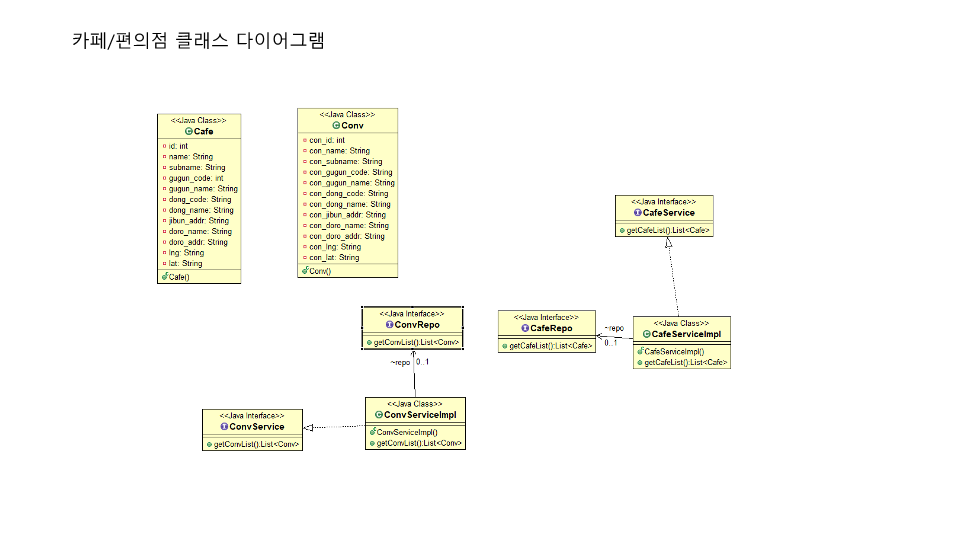 카페/편의점 클래스 다이어그램
<<Java Class>>
Cafe
id: int
name: String
subname: String
gugun_code: int
gugun_name: String
dong_code: String
dong_name: String
jibun_addr: String
doro_name: String
doro_addr: String
lng: String
lat: String
Cafe()
<<Java Class>>
Conv
con_id: int
con_name: String
con_subname: String
con_gugun_code: String
con_gugun_name: String
con_dong_code: String
con_dong_name: String
con_jibun_addr: String
con_doro_name: String
con_doro_addr: String
con_lng: String
con_lat: String
Conv()
<<Java Interface>>
CafeService
getCafeList():List<Cafe>
<<Java Interface>>
ConvRepo
getConvList():List<Conv>
<<Java Interface>>
CafeRepo
getCafeList():List<Cafe>
~repo
0..1
<<Java Class>>
CafeServiceImpl
CafeServiceImpl()
getCafeList():List<Cafe>
~repo 0..1
<<Java Interface>>
ConvService
getConvList():List<Conv>
<<Java Class>>
ConvServiceImpl
ConvServiceImpl()
getConvList():List<Conv>